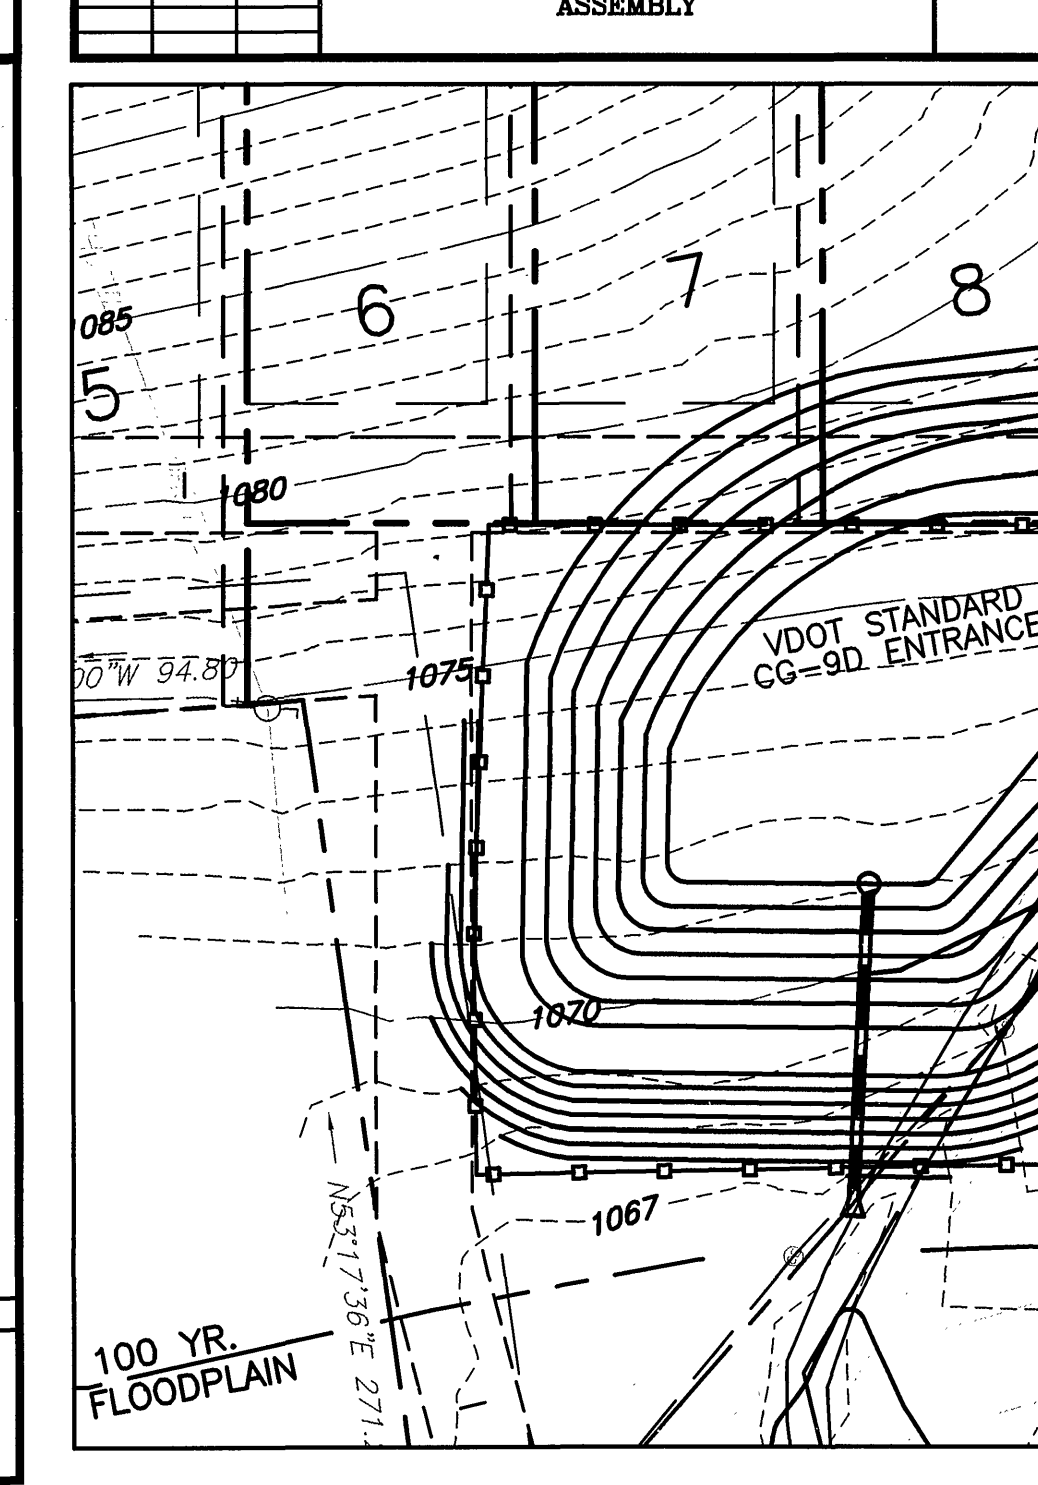 ASSEMBLY
6
7
8
1085
5
1080
VDOT STANDARD
CG-9D ENTRANCE
1075
00"W 94.80
1070
1067
N53°17'36"E 271.
100 YR.
FLOODPLAIN